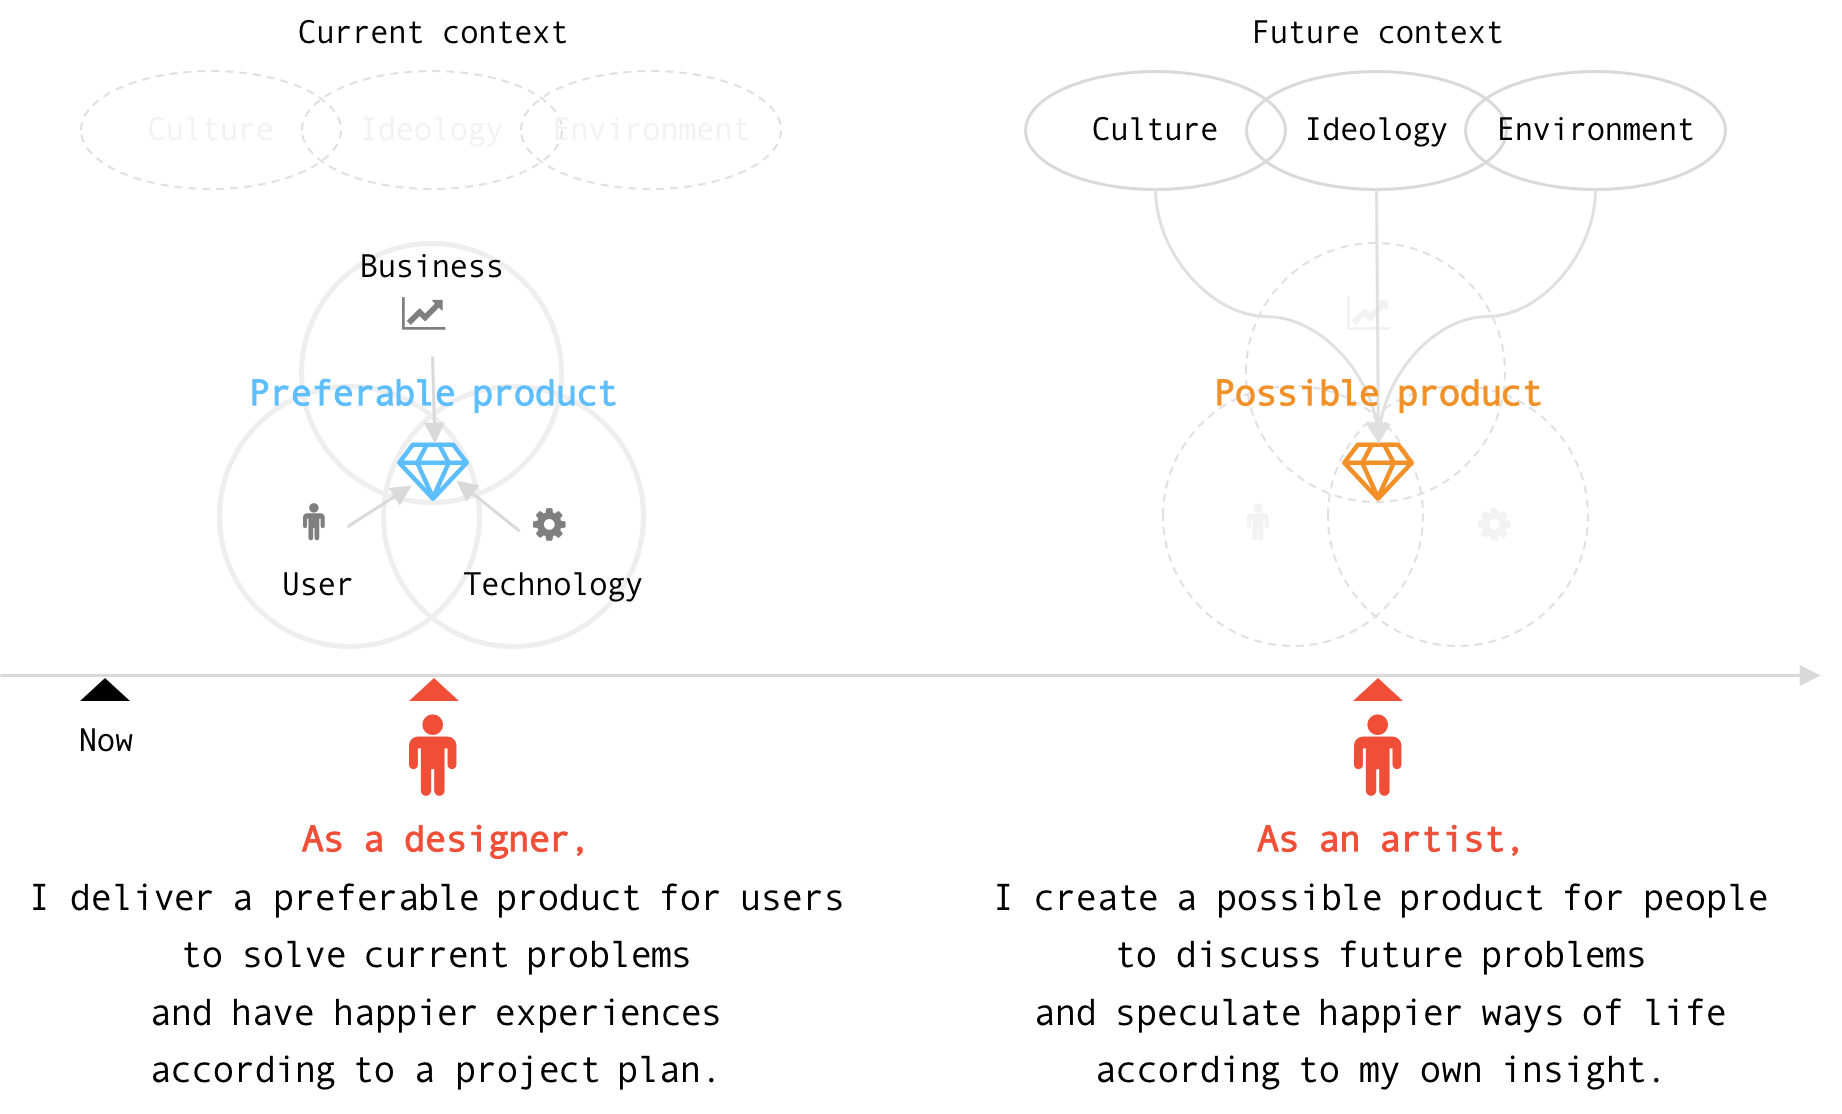 Current context
Culture
Ideology
Environment
Business
Preferable product
User
Technology
Future context
Culture
Ideology
Environment
Possible product
Now
As a designer,
I deliver a preferable product for users
to solve current problems
and have happier experiences
according to a project plan.
As an artist,
I create a possible product for people
to discuss future problems
and speculate happier ways of life
according to my own insight.